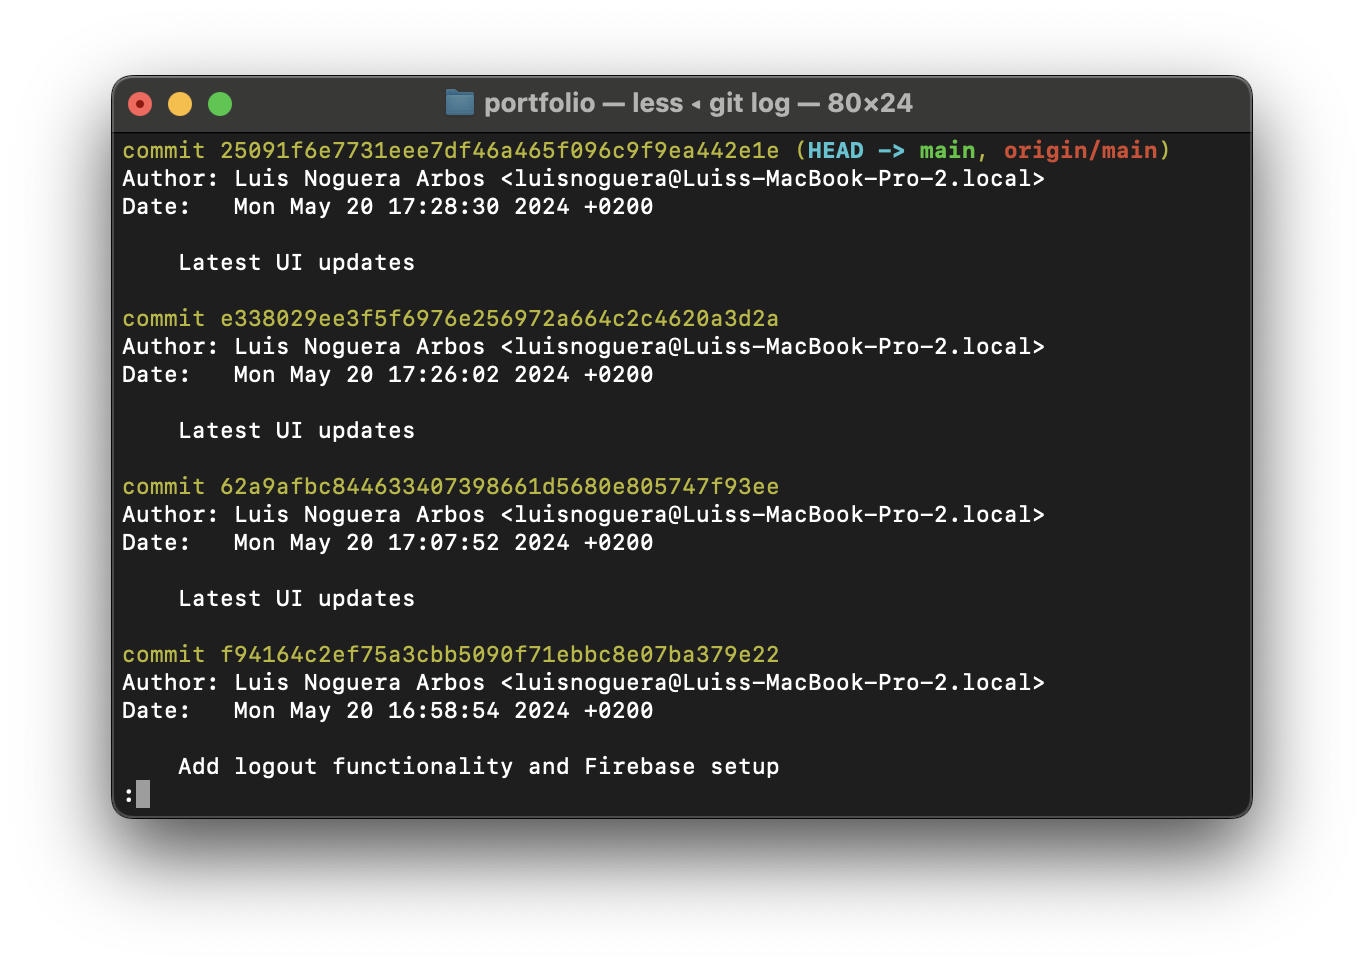 portfolio — less ◂ git log — 80×24
commit 25091f6e7731eee7df46a465f096c9f9ea442e1e (HEAD -> main, origin/main)
Author: Luis Noguera Arbos <luisnoguera@Luiss-MacBook-Pro-2.local>
Date:   Mon May 20 17:28:30 2024 +0200
    Latest UI updates
commit e338029ee3f5f6976e256972a664c2c4620a3d2a
Author: Luis Noguera Arbos <luisnoguera@Luiss-MacBook-Pro-2.local>
Date:   Mon May 20 17:26:02 2024 +0200
    Latest UI updates
commit 62a9afbc844633407398661d5680e805747f93ee
Author: Luis Noguera Arbos <luisnoguera@Luiss-MacBook-Pro-2.local>
Date:   Mon May 20 17:07:52 2024 +0200
    Latest UI updates
commit f94164c2ef75a3cbb5090f71ebbc8e07ba379e22
Author: Luis Noguera Arbos <luisnoguera@Luiss-MacBook-Pro-2.local>
Date:   Mon May 20 16:58:54 2024 +0200
    Add logout functionality and Firebase setup
: